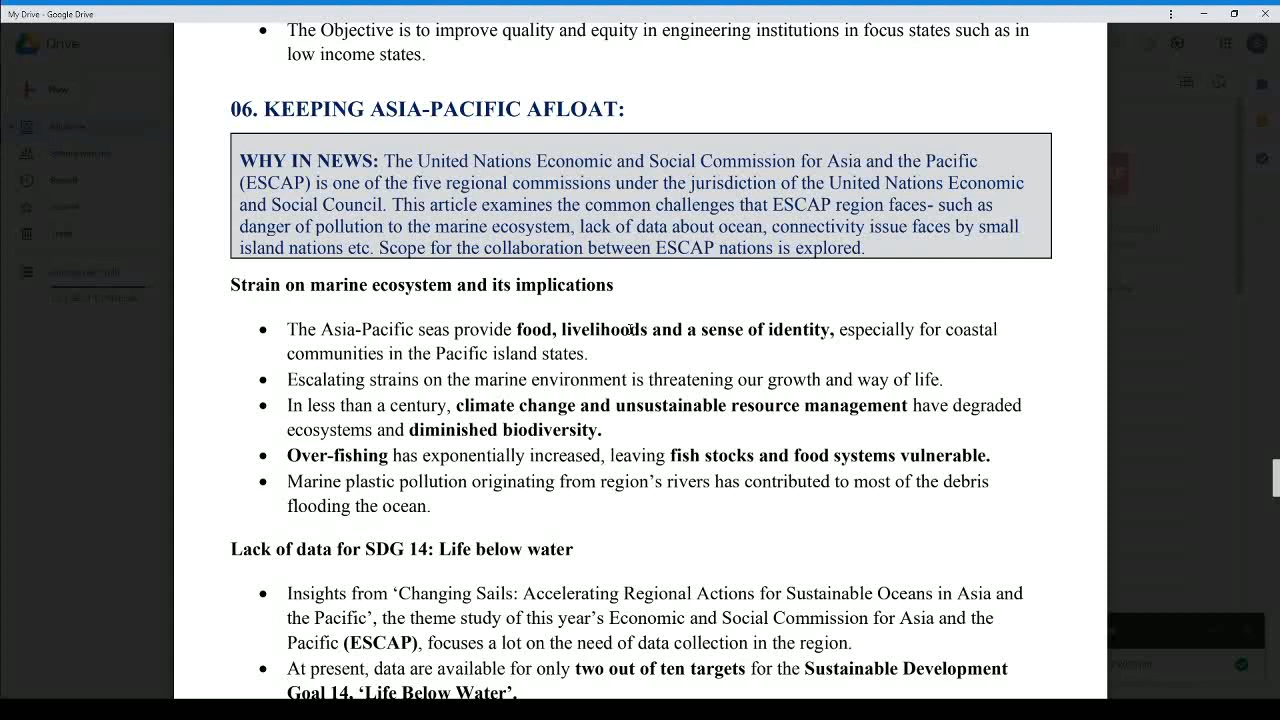 My Drive - Google Drive
Drive
New
• The Objective is to improve quality and equity in engineering institutions in focus states such as in
low income states.
06. KEEPING ASIA-PACIFIC AFLOAT:
WHY IN NEWS: The United Nations Economic and Social Commission for Asia and the Pacific
(ESCAP) is one of the five regional commissions under the jurisdiction of the United Nations Economic
and Social Council. This article examines the common challenges that ESCAP region faces- such as
danger of pollution to the marine ecosystem, lack of data about ocean, connectivity issue faces by small
island nations etc. Scope for the collaboration between ESCAP nations is explored.
Strain on marine ecosystem and its implications
• The Asia-Pacific seas provide food, livelihoods and a sense of identity, especially for coastal
communities in the Pacific island states.
• Escalating strains on the marine environment is threatening our growth and way of life.
• In less than a century, climate change and unsustainable resource management have degraded
ecosystems and diminished biodiversity.
• Over-fishing has exponentially increased, leaving fish stocks and food systems vulnerable.
• Marine plastic pollution originating from region’s rivers has contributed to most of the debris
flooding the ocean.
Lack of data for SDG 14: Life below water
• Insights from ‘Changing Sails: Accelerating Regional Actions for Sustainable Oceans in Asia and
the Pacific’, the theme study of this year’s Economic and Social Commission for Asia and the
Pacific (ESCAP), focuses a lot on the need of data collection in the region.
• At present, data are available for only two out of ten targets for the Sustainable Development
Goal 14, ‘Life Below Water’.